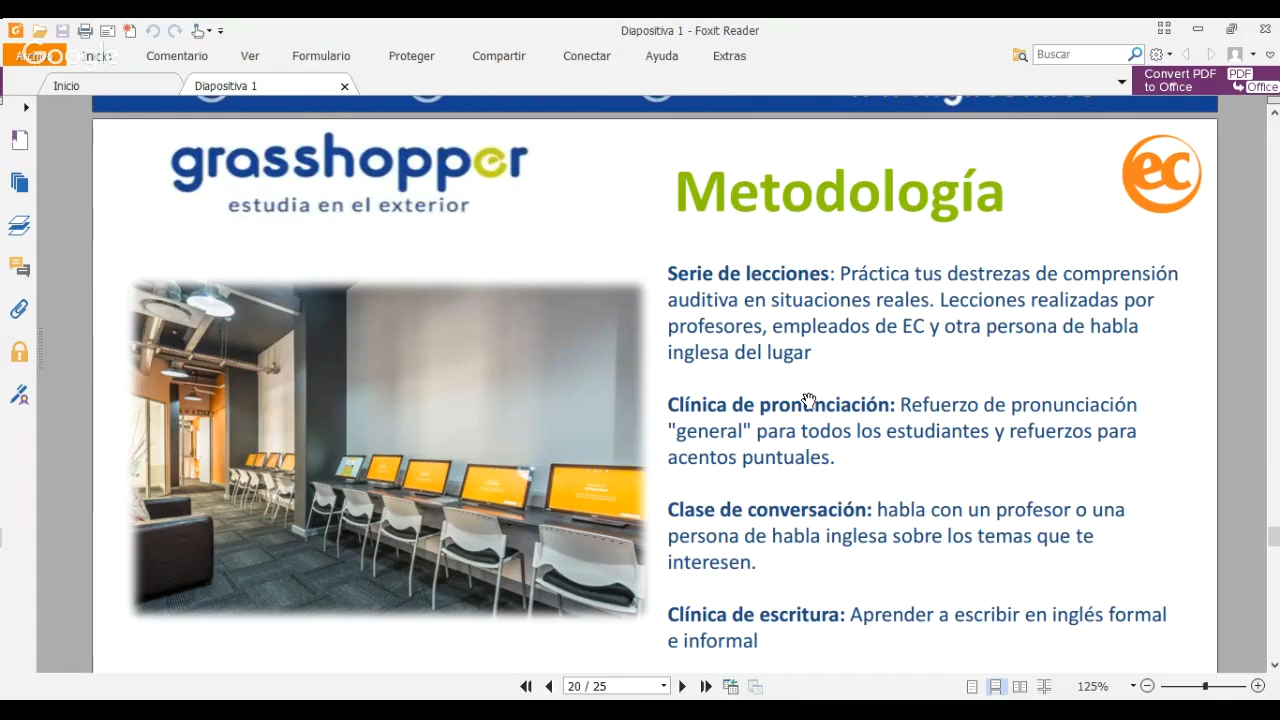 Diapositiva 1 - Foxit Reader
Google
Archivo Inicio Comentario Ver Formulario Proteger Compartir Conectar Ayuda Extras
Buscar
Inicio
Diapositiva 1
Convert PDF
to Office
PDF
Office
grasshopper
estudia en el exterior
Metodología
ec
Serie de lecciones: Práctica tus destrezas de comprensión
auditiva en situaciones reales. Lecciones realizadas por
profesores, empleados de EC y otra persona de habla
inglesa del lugar
Clínica de pronunciación: Refuerzo de pronunciación
"general" para todos los estudiantes y refuerzos para
acentos puntuales.
Clase de conversación: habla con un profesor o una
persona de habla inglesa sobre los temas que te
interesen.
Clínica de escritura: Aprender a escribir en inglés formal
e informal
20 / 25
125%